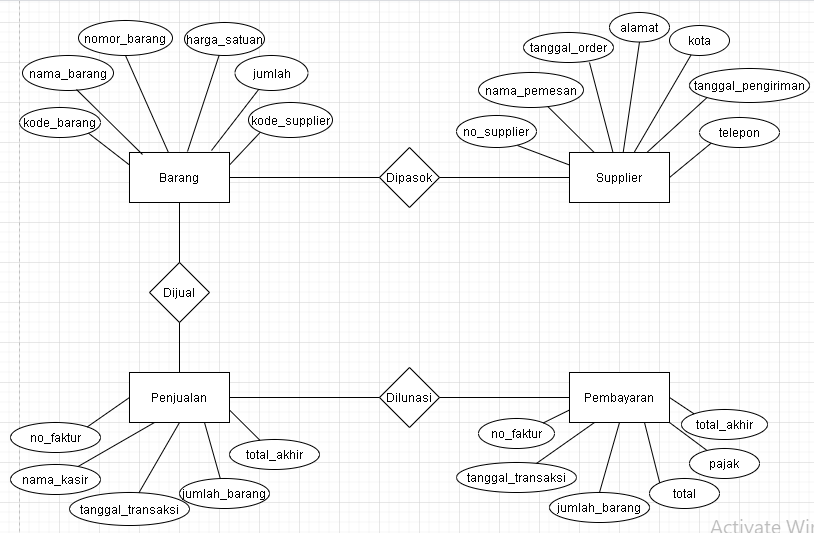 nomor_barang
harga_satuan
nama_barang
jumlah
kode_barang
kode_supplier
Barang
Dipasok
alamat
tanggal_order
kota
nama_pemesan
tanggal_pengiriman
no_supplier
telepon
Supplier
Dijual
Penjualan
Dilunasi
Pembayaran
no_faktur
nama_kasir
tanggal_transaksi
jumlah_barang
total_akhir
no_faktur
tanggal_transaksi
jumlah_barang
total
pajak
total_akhir
Activate Win